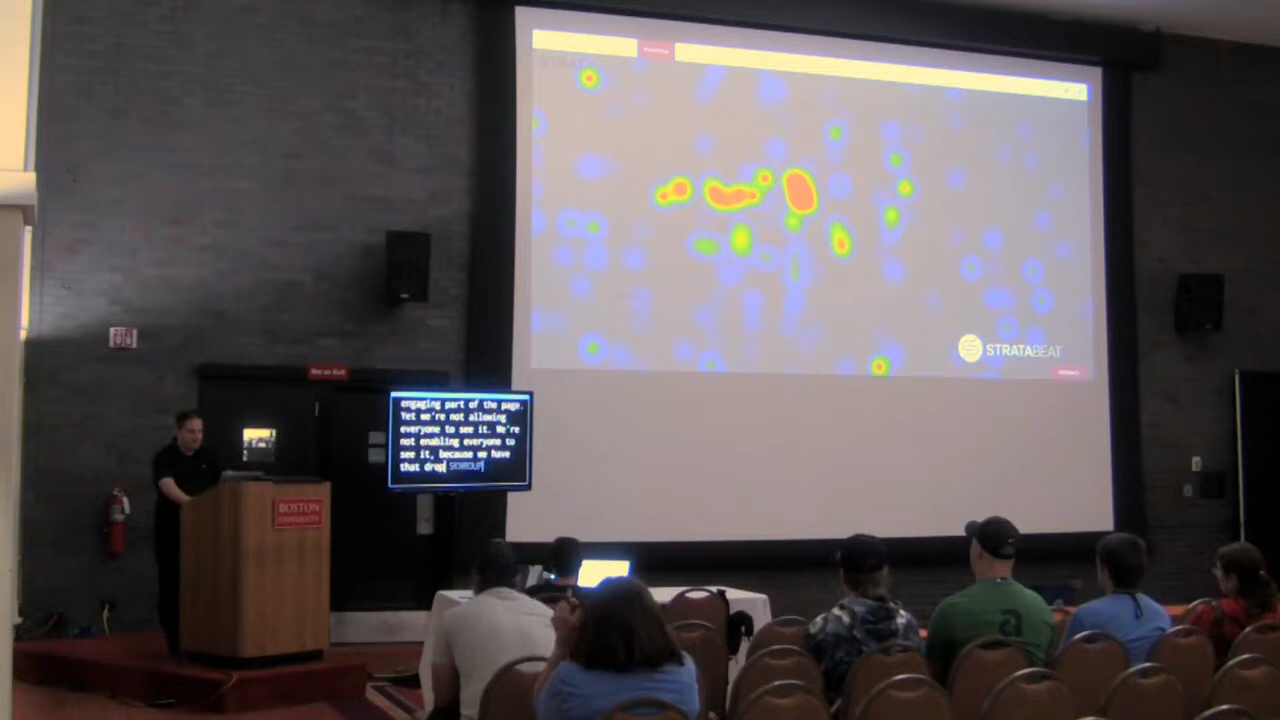 STRATABEAT
engaging part of the page.
Yet we're not allowing
everyone to see it. We're
not enabling everyone to
see it, because we have
that drop
BOSTON
UNIVERSITY
a